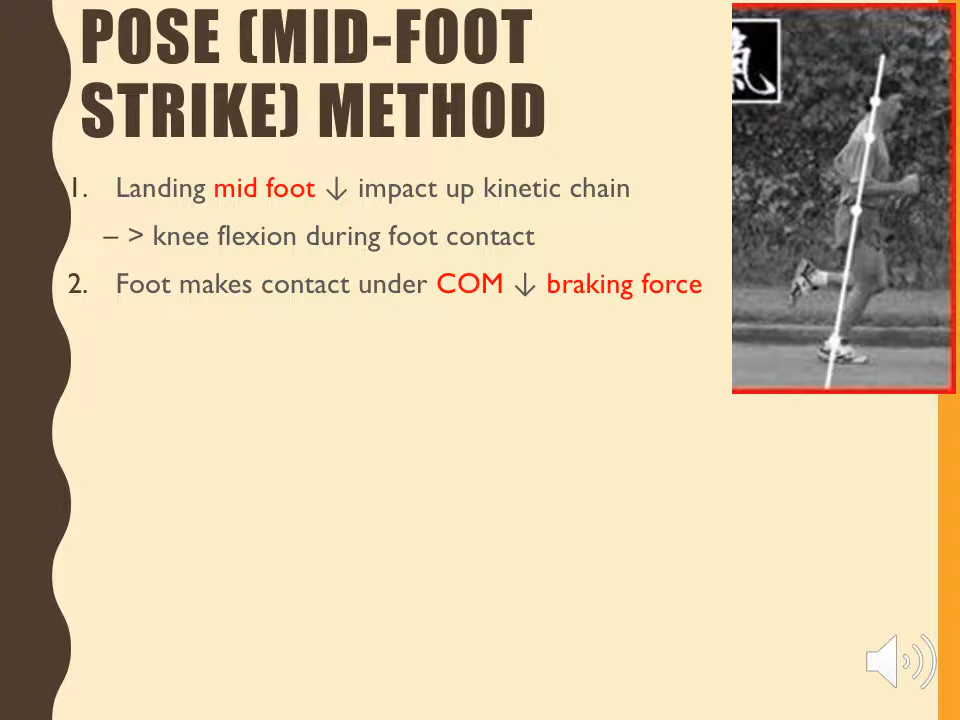 POSE (MID-FOOT
STRIKE) METHOD
1. Landing mid foot ↓ impact up kinetic chain
– > knee flexion during foot contact
2. Foot makes contact under COM ↓ braking force
氣